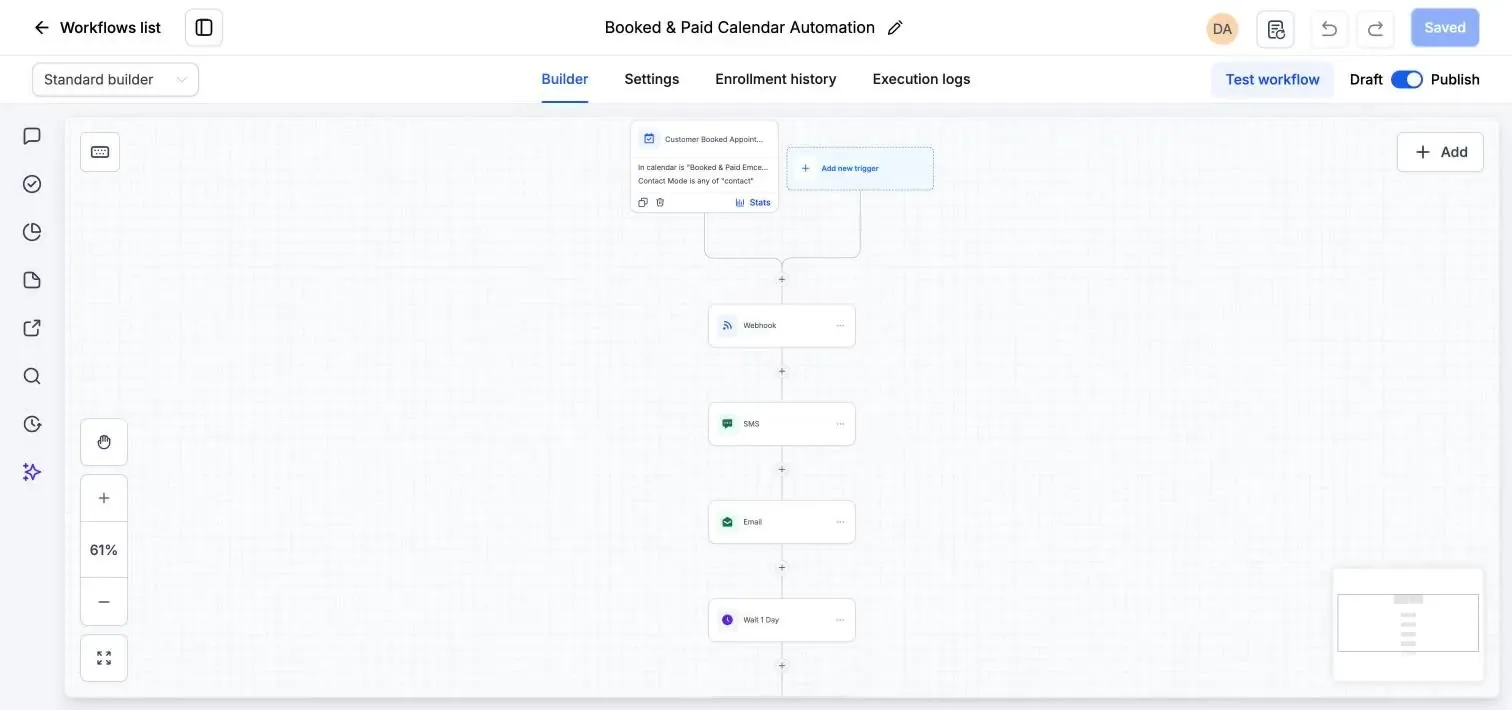 Workflows list
Booked & Paid Calendar Automation
DA
Saved
Standard builder
Builder
Settings
Enrollment history
Execution logs
Test workflow
Draft
Publish
Customer Booked Appoint...
In calendar is "Booked & Paid Emce...
Contact Mode is any of "contact"
Stats
Add new trigger
Add
Webhook
SMS
Email
Wait 1 Day
61%